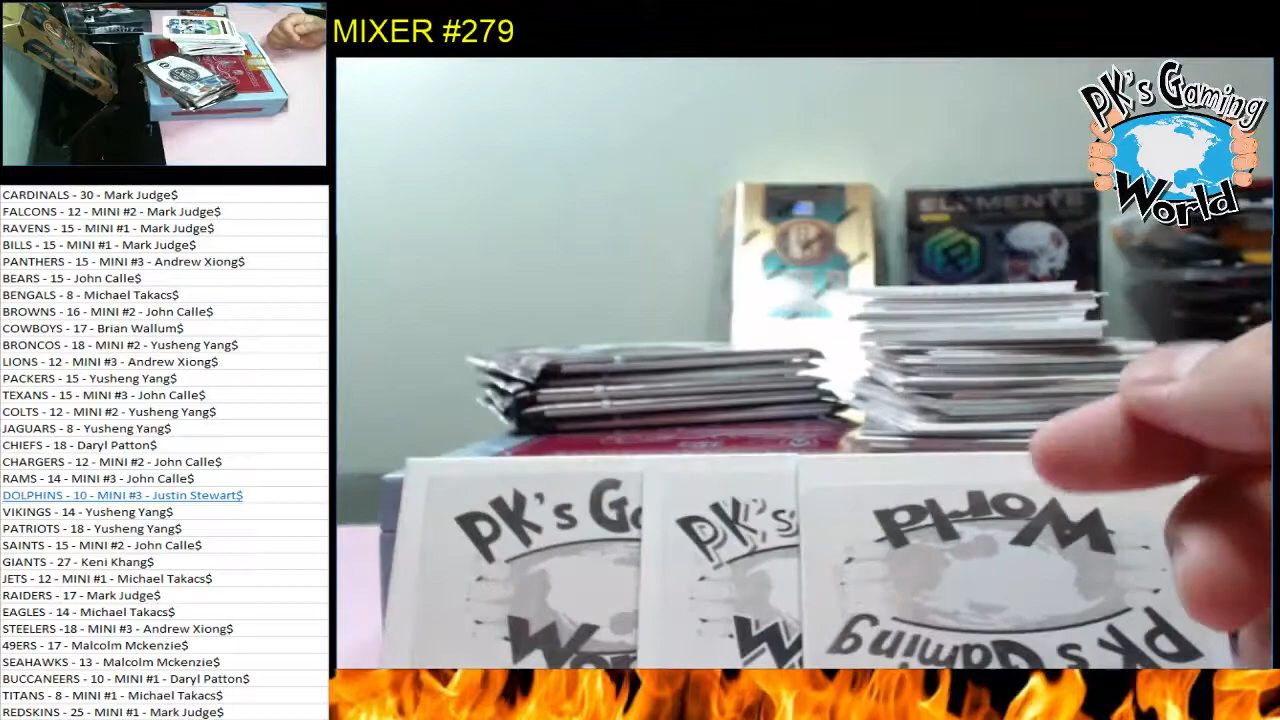 MIXER #279
PK's Gaming
World
CARDINALS - 30 - Mark Judge$
FALCONS - 12 - MINI #2 - Mark Judge$
RAVENS - 15 - MINI #1 - Mark Judge$
BILLS - 15 - MINI #1 - Mark Judge$
PANTHERS - 15 - MINI #3 - Andrew Xiong$
BEARS - 15 - John Calle$
BENGALS - 8 - Michael Takacs$
BROWNS - 16 - MINI #2 - John Calle$
COWBOYS - 17 - Brian Wallum$
BRONCOS - 18 - MINI #2 - Yusheng Yang$
LIONS - 12 - MINI #3 - Andrew Xiong$
PACKERS - 15 - Yusheng Yang$
TEXANS - 15 - MINI #3 - John Calle$
COLTS - 12 - MINI #2 - Yusheng Yang$
JAGUARS - 8 - Yusheng Yang$
CHIEFS - 18 - Daryl Patton$
CHARGERS - 12 - MINI #2 - John Calle$
RAMS - 14 - MINI #3 - John Calle$
DOLPHINS - 10 - MINI #3 - Justin Stewart$
VIKINGS - 14 - Yusheng Yang$
PATRIOTS - 18 - Yusheng Yang$
SAINTS - 15 - MINI #2 - John Calle$
GIANTS - 27 - Keni Khang$
JETS - 12 - MINI #1 - Michael Takacs$
RAIDERS - 17 - Mark Judge$
EAGLES - 14 - Michael Takacs$
STEELERS -18 - MINI #3 - Andrew Xiong$
49ERS - 17 - Malcolm Mckenzie$
SEAHAWKS - 13 - Malcolm Mckenzie$
BUCCANEERS - 10 - MINI #1 - Daryl Patton$
TITANS - 8 - MINI #1 - Michael Takacs$
REDSKINS - 25 - MINI #1 - Mark Judge$
ELEMENTS
PK's Ga
Wor
PK's
W
World
PK's Gaming